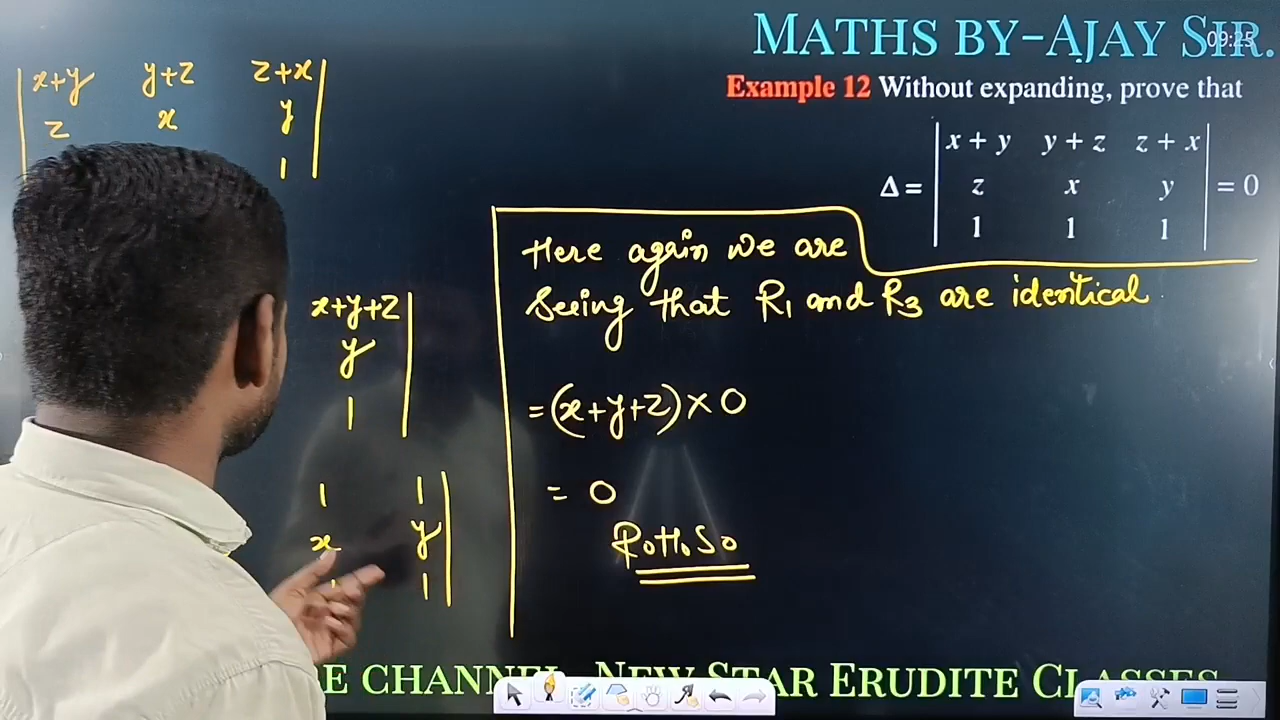 MATHS BY-AJAY SIR.
09:25
Example 12 Without expanding, prove that
Δ = | x + y   y + z   z + x |
| z   x   y | = 0
| 1   1   1 |
| x+y   y+z   z+x |
| z   x   y |
1 |
x+y+z |
y |
1 |
1   1 |
x   y |
1 |
Here again we are
Seeing that R1 and R3 are identical
= (x+y+z) × 0
= 0
R.H.S.
E CHANNEL NEW STAR ERUDITE CLASSES